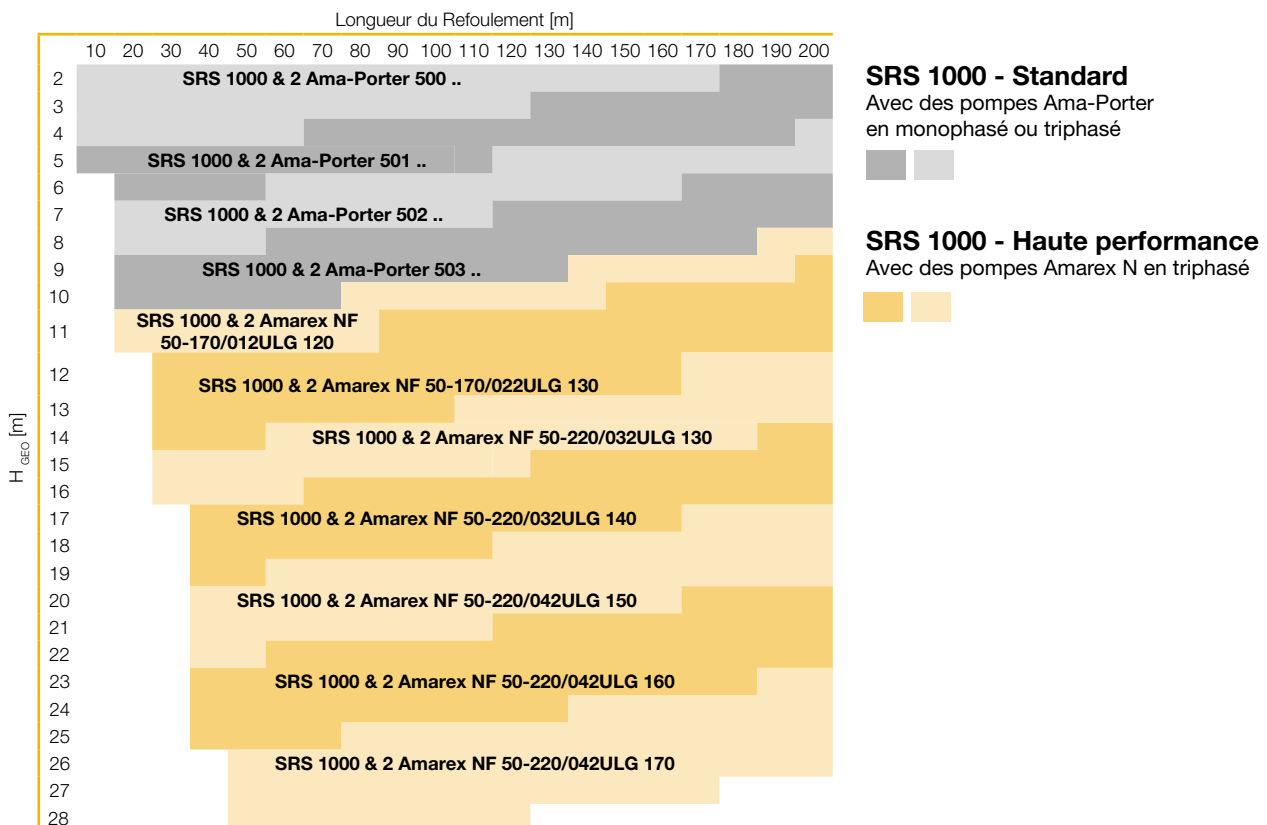 Longueur du Refoulement [m]
10 20 30 40 50 60 70 80 90 100 110 120 130 140 150 160 170 180 190 200
2 SRS 1000 & 2 Ama-Porter 500 ..
3
4
5 SRS 1000 & 2 Ama-Porter 501 ..
6
7 SRS 1000 & 2 Ama-Porter 502 ..
8
9 SRS 1000 & 2 Ama-Porter 503 ..
10
11 SRS 1000 & 2 Amarex NF
50-170/012ULG 120
12
SRS 1000 & 2 Amarex NF 50-170/022ULG 130
13
14 SRS 1000 & 2 Amarex NF 50-220/032ULG 130
15
16
17 SRS 1000 & 2 Amarex NF 50-220/032ULG 140
18
19
20 SRS 1000 & 2 Amarex NF 50-220/042ULG 150
21
22
23 SRS 1000 & 2 Amarex NF 50-220/042ULG 160
24
25
26 SRS 1000 & 2 Amarex NF 50-220/042ULG 170
27
28
H GEO [m]
SRS 1000 - Standard
Avec des pompes Ama-Porter
en monophasé ou triphasé
SRS 1000 - Haute performance
Avec des pompes Amarex N en triphasé